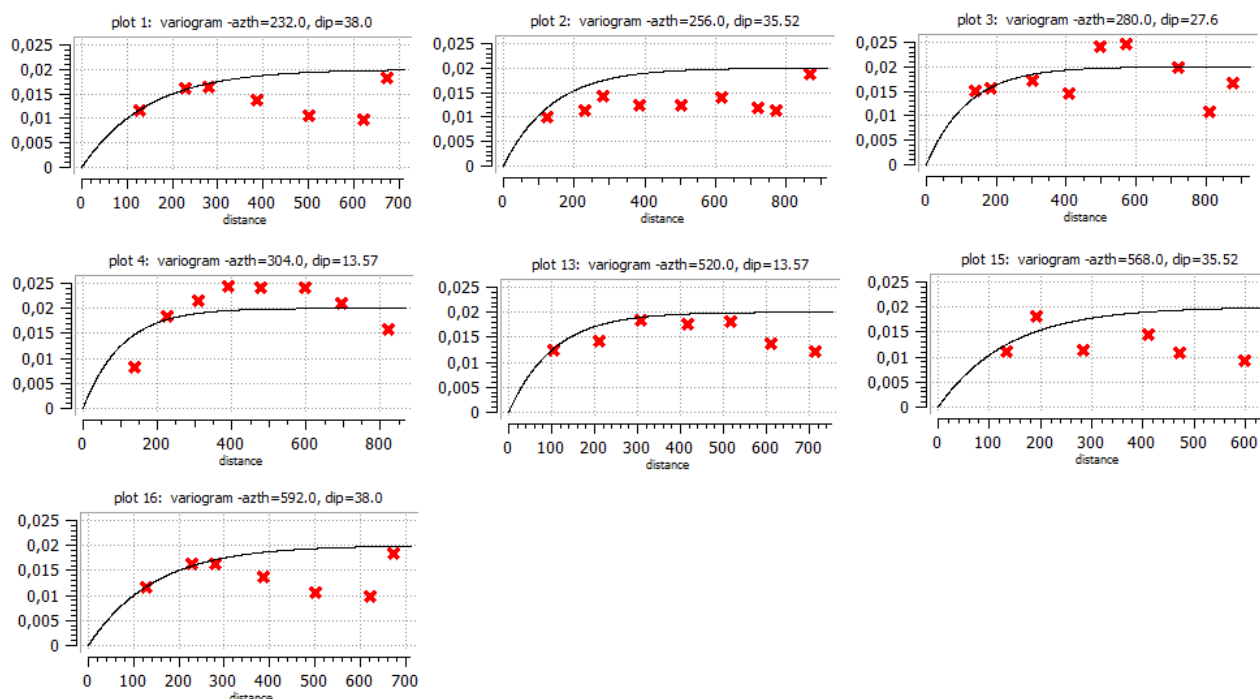 plot 1: variogram -azth=232.0, dip=38.0
0,025
0,02
0,015
0,01
0,005
0
0 100 200 300 400 500 600 700
distance
plot 2: variogram -azth=256.0, dip=35.52
0,025
0,02
0,015
0,01
0,005
0
0 200 400 600 800
distance
plot 3: variogram -azth=280.0, dip=27.6
0,025
0,02
0,015
0,01
0,005
0
0 200 400 600 800
distance
plot 4: variogram -azth=304.0, dip=13.57
0,025
0,02
0,015
0,01
0,005
0
0 200 400 600 800
distance
plot 13: variogram -azth=520.0, dip=13.57
0,025
0,02
0,015
0,01
0,005
0
0 100 200 300 400 500 600 700
distance
plot 15: variogram -azth=568.0, dip=35.52
0,025
0,02
0,015
0,01
0,005
0
0 100 200 300 400 500 600
distance
plot 16: variogram -azth=592.0, dip=38.0
0,025
0,02
0,015
0,01
0,005
0
0 100 200 300 400 500 600 700
distance